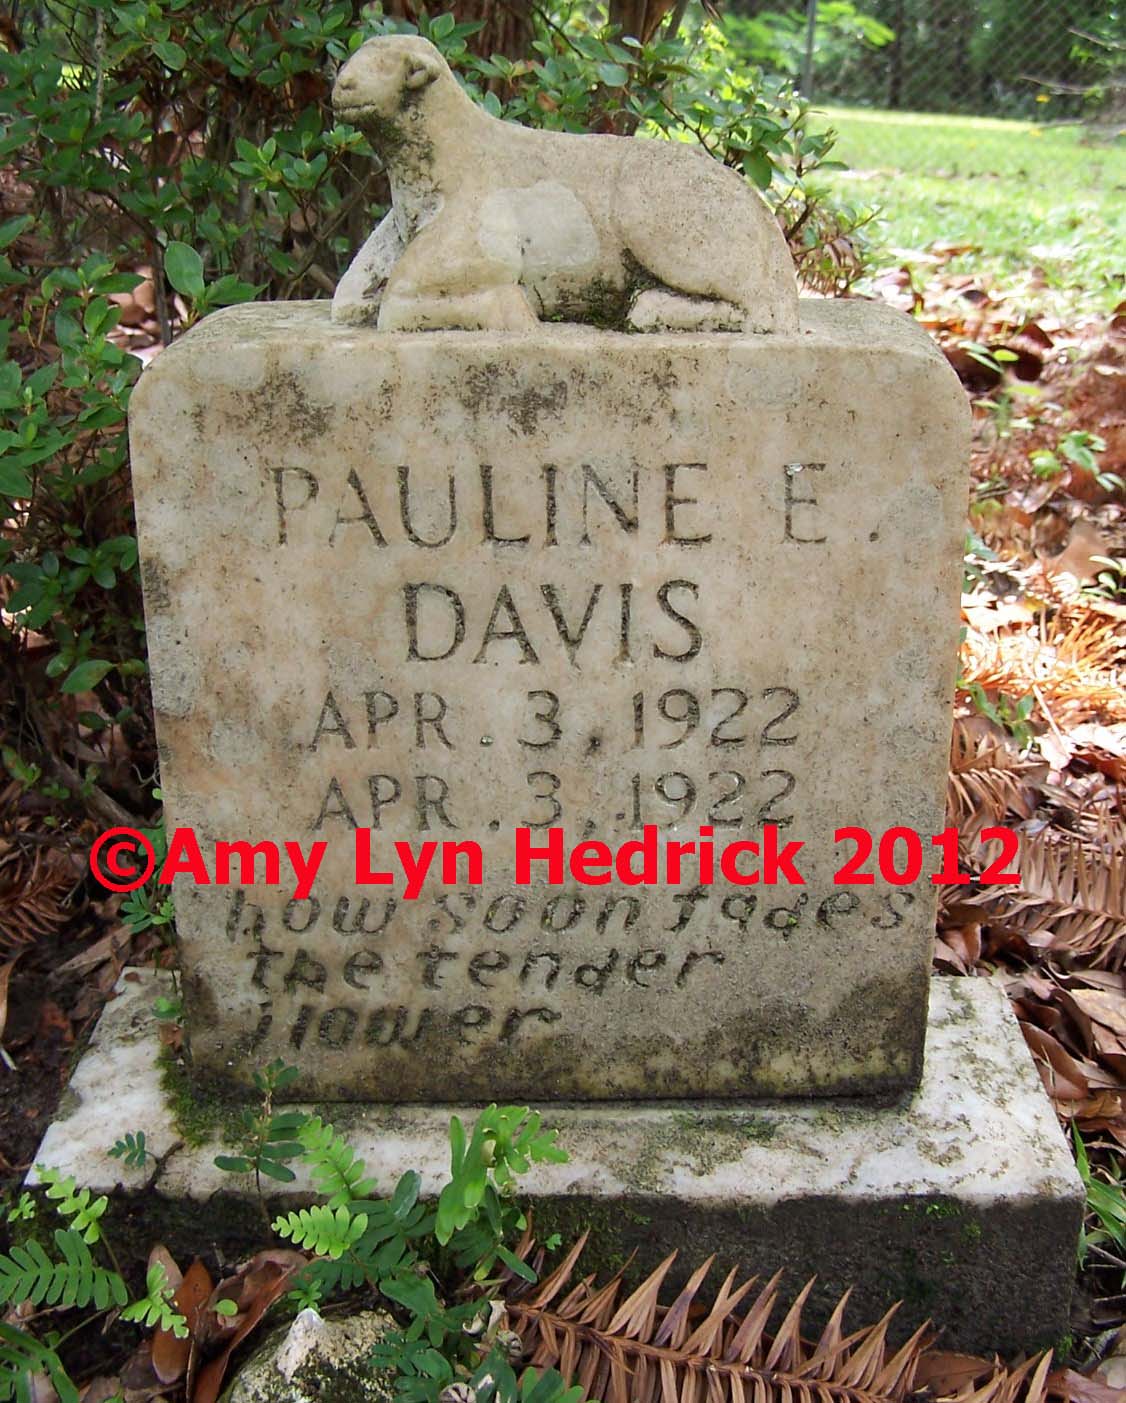 PAULINE E.
DAVIS
APR. 3, 1922
APR. 3, 1922
©Amy Lyn Hedrick 2012
how soon fades
the tender
flower